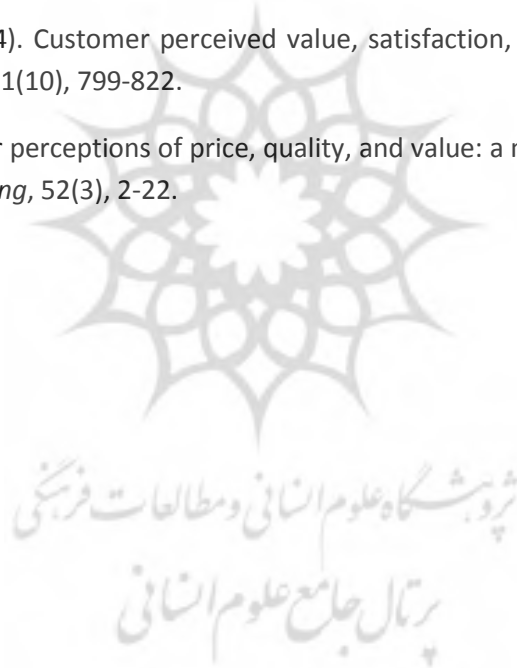 4). Customer perceived value, satisfaction,
1(10), 799-822.
r perceptions of price, quality, and value: a
ng, 52(3), 2-22.
پژوهشگاه علوم انسانی و مطالعات فرهنگی
پرتال جامع علوم انسانی